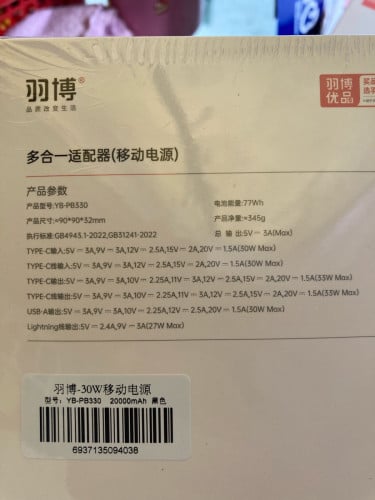 羽博®
品质改变生活
羽博
优品
多合一适配器(移动电源)
产品参数
产品型号:YB-PB330 电池能量:77Wh
产品尺寸:≈90*90*32mm 产品净重:≈345g
执行标准:GB4943.1-2022,GB31241-2022 总 输 出:5V⎓3A(Max)
TYPE-C输入:5V⎓3A,9V⎓3A,12V⎓2.5A,15V⎓2A,20V⎓1.5A(30W Max)
TYPE-C线输入:5V⎓3A,9V⎓3A,12V⎓2.5A,15V⎓2A,20V⎓1.5A(30W Max)
TYPE-C输出:5V⎓3A,9V⎓3A,10V⎓2.25A,11V⎓3A,12V⎓2.5A,15V⎓2A,20V⎓1.5A(33W Max)
TYPE-C线输出:5V⎓3A,9V⎓3A,10V⎓2.25A,11V⎓3A,12V⎓2.5A,15V⎓2A,20V⎓1.5A(33W Max)
USB-A输出:5V⎓3A,9V⎓3A,10V⎓2.25A,12V⎓2.5A,15V⎓2A,20V⎓1.5A(30W Max)
Lightning线输出:5V⎓2.4A,9V⎓3A(27W Max)
羽博-30W移动电源
型号: YB-PB330 20000mAh 黑色
6937135094038